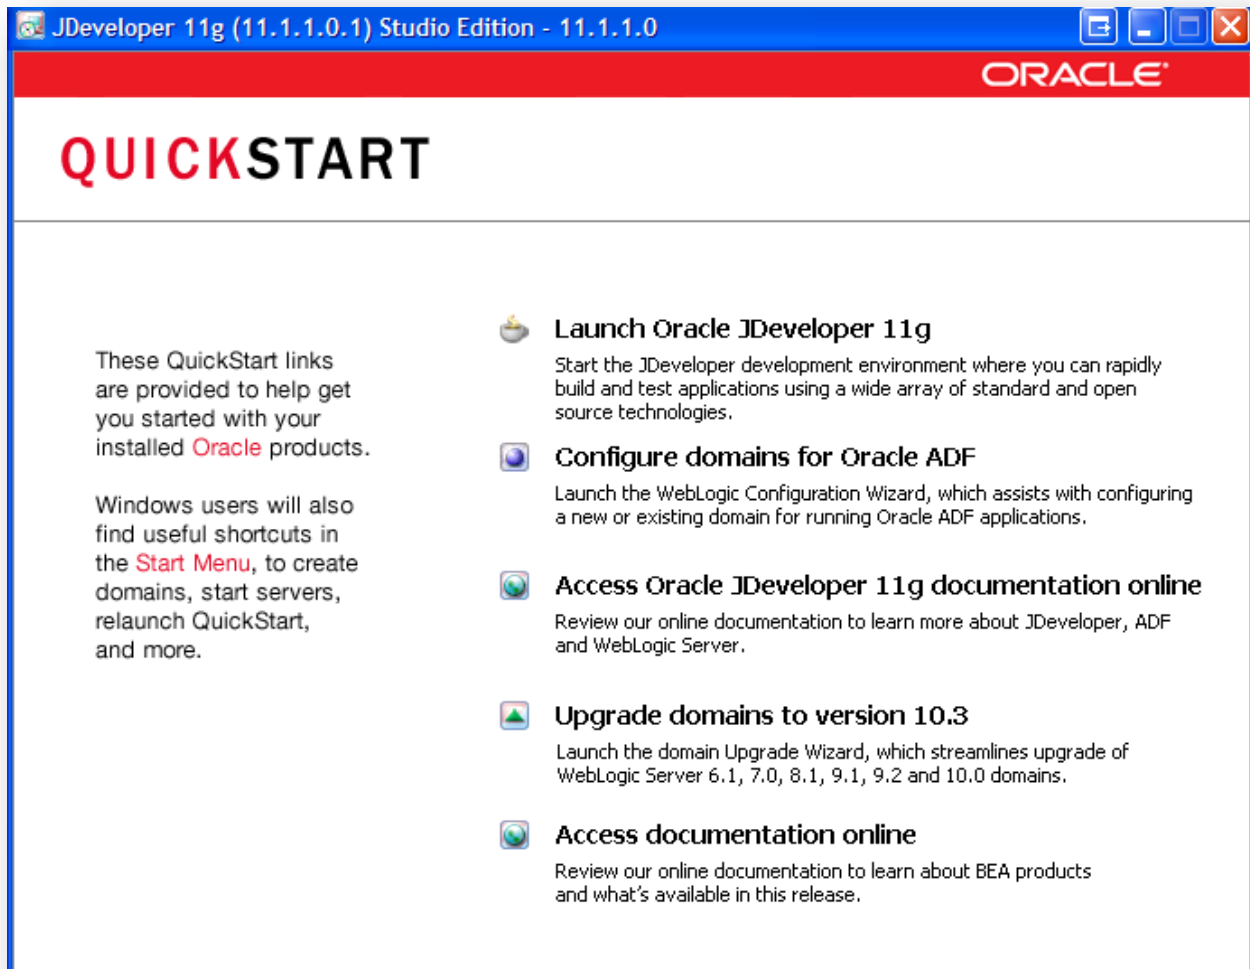 JDeveloper 11g (11.1.1.0.1) Studio Edition - 11.1.1.0
ORACLE
QUICKSTART
These QuickStart links
are provided to help get
you started with your
installed Oracle products.
Windows users will also
find useful shortcuts in
the Start Menu, to create
domains, start servers,
relaunch QuickStart,
and more.
Launch Oracle JDeveloper 11g
Start the JDeveloper development environment where you can rapidly
build and test applications using a wide array of standard and open
source technologies.
Configure domains for Oracle ADF
Launch the WebLogic Configuration Wizard, which assists with configuring
a new or existing domain for running Oracle ADF applications.
Access Oracle JDeveloper 11g documentation online
Review our online documentation to learn more about JDeveloper, ADF
and WebLogic Server.
Upgrade domains to version 10.3
Launch the domain Upgrade Wizard, which streamlines upgrade of
WebLogic Server 6.1, 7.0, 8.1, 9.1, 9.2 and 10.0 domains.
Access documentation online
Review our online documentation to learn about BEA products
and what's available in this release.